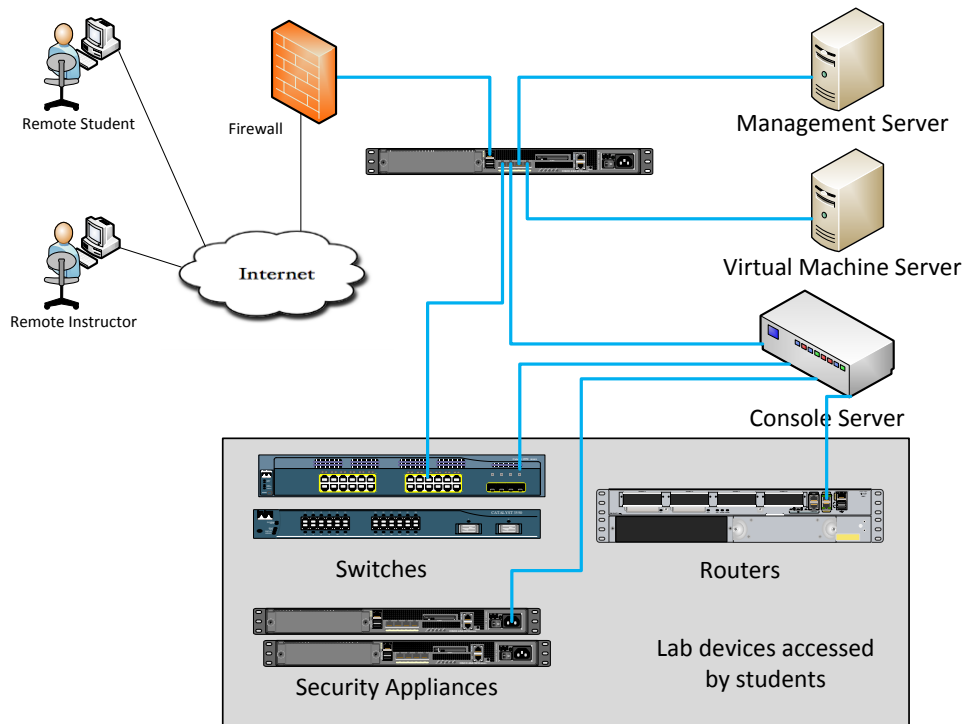 Remote Student
Firewall
Management Server
Internet
Virtual Machine Server
Remote Instructor
Console Server
Switches
Routers
Security Appliances
Lab devices accessed
by students